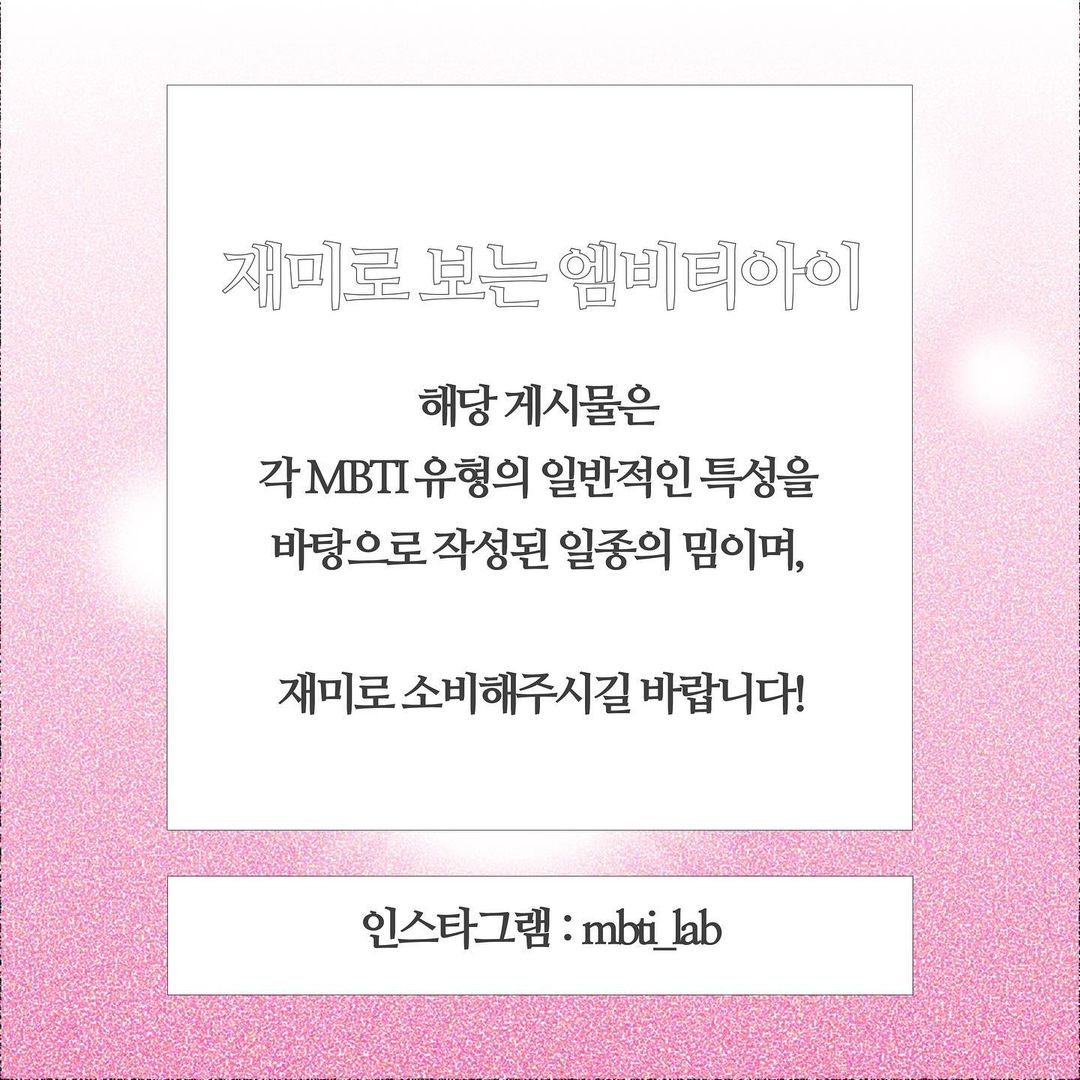 재미로 보는 엠비티아이
해당 게시물은
각 MBTI 유형의 일반적인 특성을
바탕으로 작성된 일종의 밈이며,
재미로 소비해주시길 바랍니다!
인스타그램 : mbti_lab